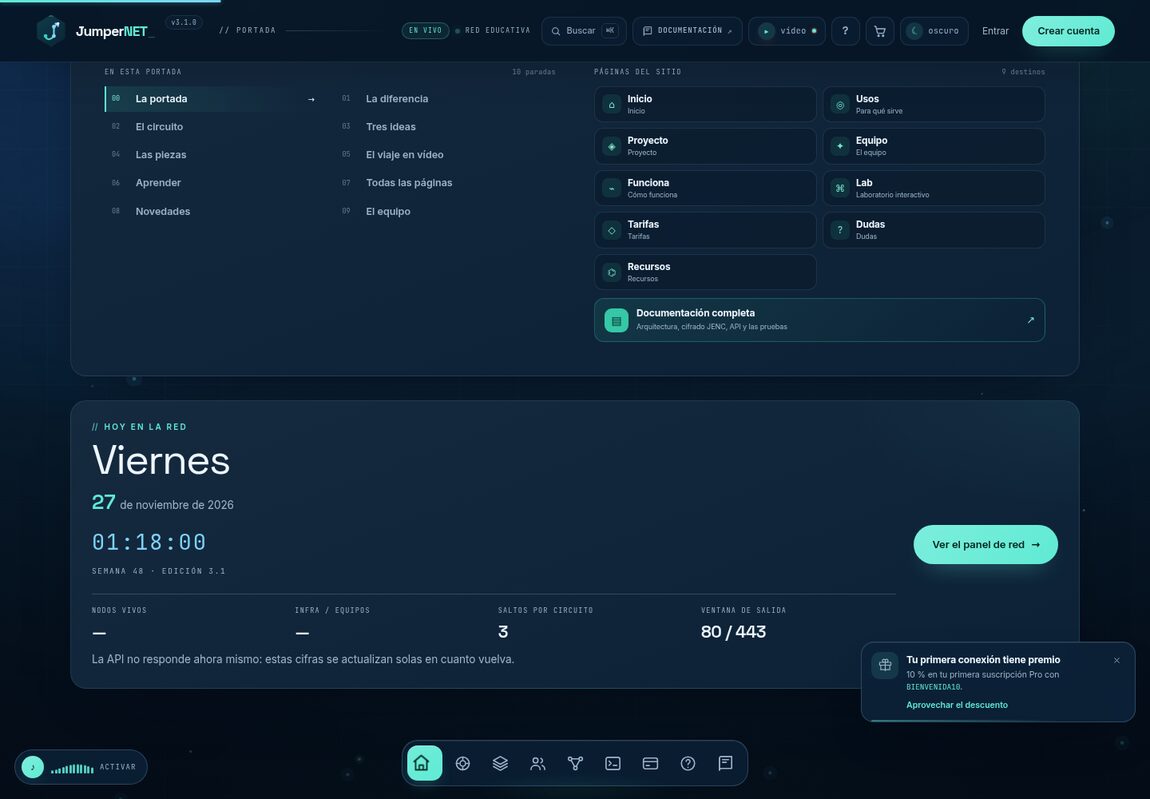 JumperNET_
v3.1.0
// PORTADA
EN VIVO
RED EDUCATIVA
Buscar
⌘K
DOCUMENTACIÓN ↗
vídeo
?
oscuro
Entrar
Crear cuenta
EN ESTA PORTADA
10 paradas
00 La portada →
01 La diferencia
02 El circuito
03 Tres ideas
04 Las piezas
05 El viaje en vídeo
06 Aprender
07 Todas las páginas
08 Novedades
09 El equipo
PÁGINAS DEL SITIO
9 destinos
Inicio
Inicio
Usos
Para qué sirve
Proyecto
Proyecto
Equipo
El equipo
Funciona
Cómo funciona
Lab
Laboratorio interactivo
Tarifas
Tarifas
?
Dudas
Dudas
Recursos
Recursos
Documentación completa
Arquitectura, cifrado JENC, API y las pruebas
↗
// HOY EN LA RED
Viernes
27 de noviembre de 2026
01:18:00
SEMANA 48 · EDICIÓN 3.1
Ver el panel de red →
NODOS VIVOS
—
INFRA / EQUIPOS
—
SALTOS POR CIRCUITO
3
VENTANA DE SALIDA
80 / 443
La API no responde ahora mismo: estas cifras se actualizan solas en cuanto vuelva.
Tu primera conexión tiene premio
×
10 % en tu primera suscripción Pro con
BIENVENIDA10.
Aprovechar el descuento
♪ ACTIVAR